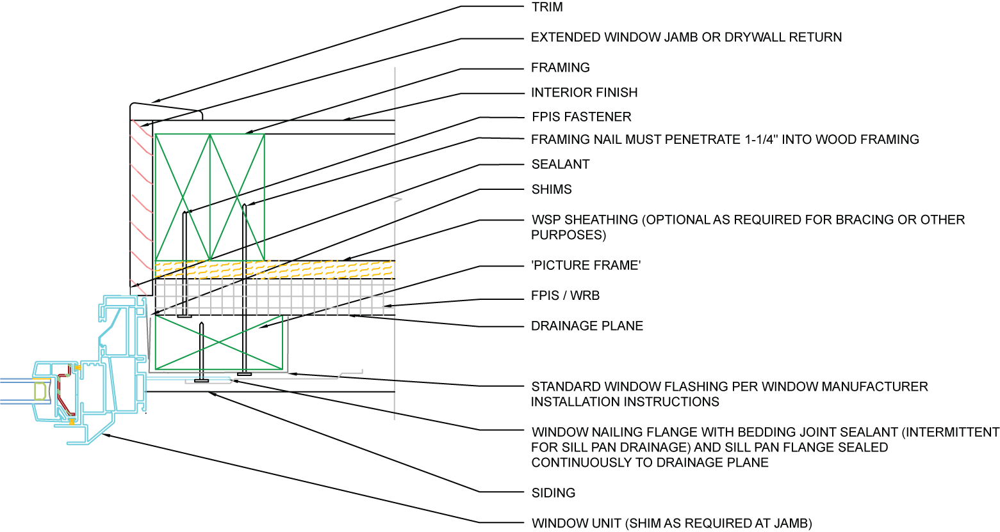 TRIM
EXTENDED WINDOW JAMB OR DRYWALL RETURN
FRAMING
INTERIOR FINISH
FPIS FASTENER
FRAMING NAIL MUST PENETRATE 1-1/4" INTO WOOD FRAMING
SEALANT
SHIMS
WSP SHEATHING (OPTIONAL AS REQUIRED FOR BRACING OR OTHER
PURPOSES)
'PICTURE FRAME'
FPIS / WRB
DRAINAGE PLANE
STANDARD WINDOW FLASHING PER WINDOW MANUFACTURER
INSTALLATION INSTRUCTIONS
WINDOW NAILING FLANGE WITH BEDDING JOINT SEALANT (INTERMITTENT
FOR SILL PAN DRAINAGE) AND SILL PAN FLANGE SEALED
CONTINUOUSLY TO DRAINAGE PLANE
SIDING
WINDOW UNIT (SHIM AS REQUIRED AT JAMB)